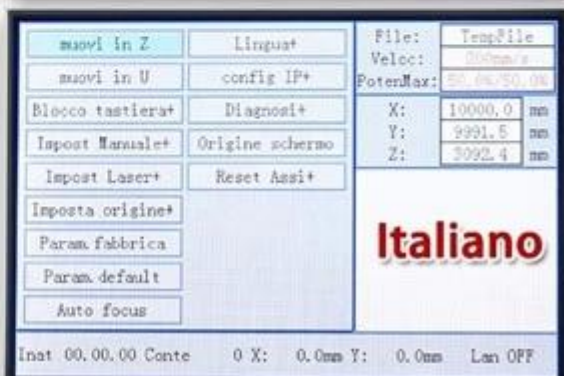 muovi in Z
muovi in U
Blocco tastiera+
Impost Manuale+
Impost Laser+
Imposta origine+
Param. fabbrica
Param. default
Auto focus
Lingua+
config IP+
Diagnosi+
Origine schermo
Reset Assi+
File: TempFile
Veloc: 200mm/s
PotenMax: 50.0%/50.0%
X: 10000.0 mm
Y: 9991.5 mm
Z: 3092.4 mm
Italiano
Inat 00.00.00 Conte 0 X: 0.0mm Y: 0.0mm Lan OFF